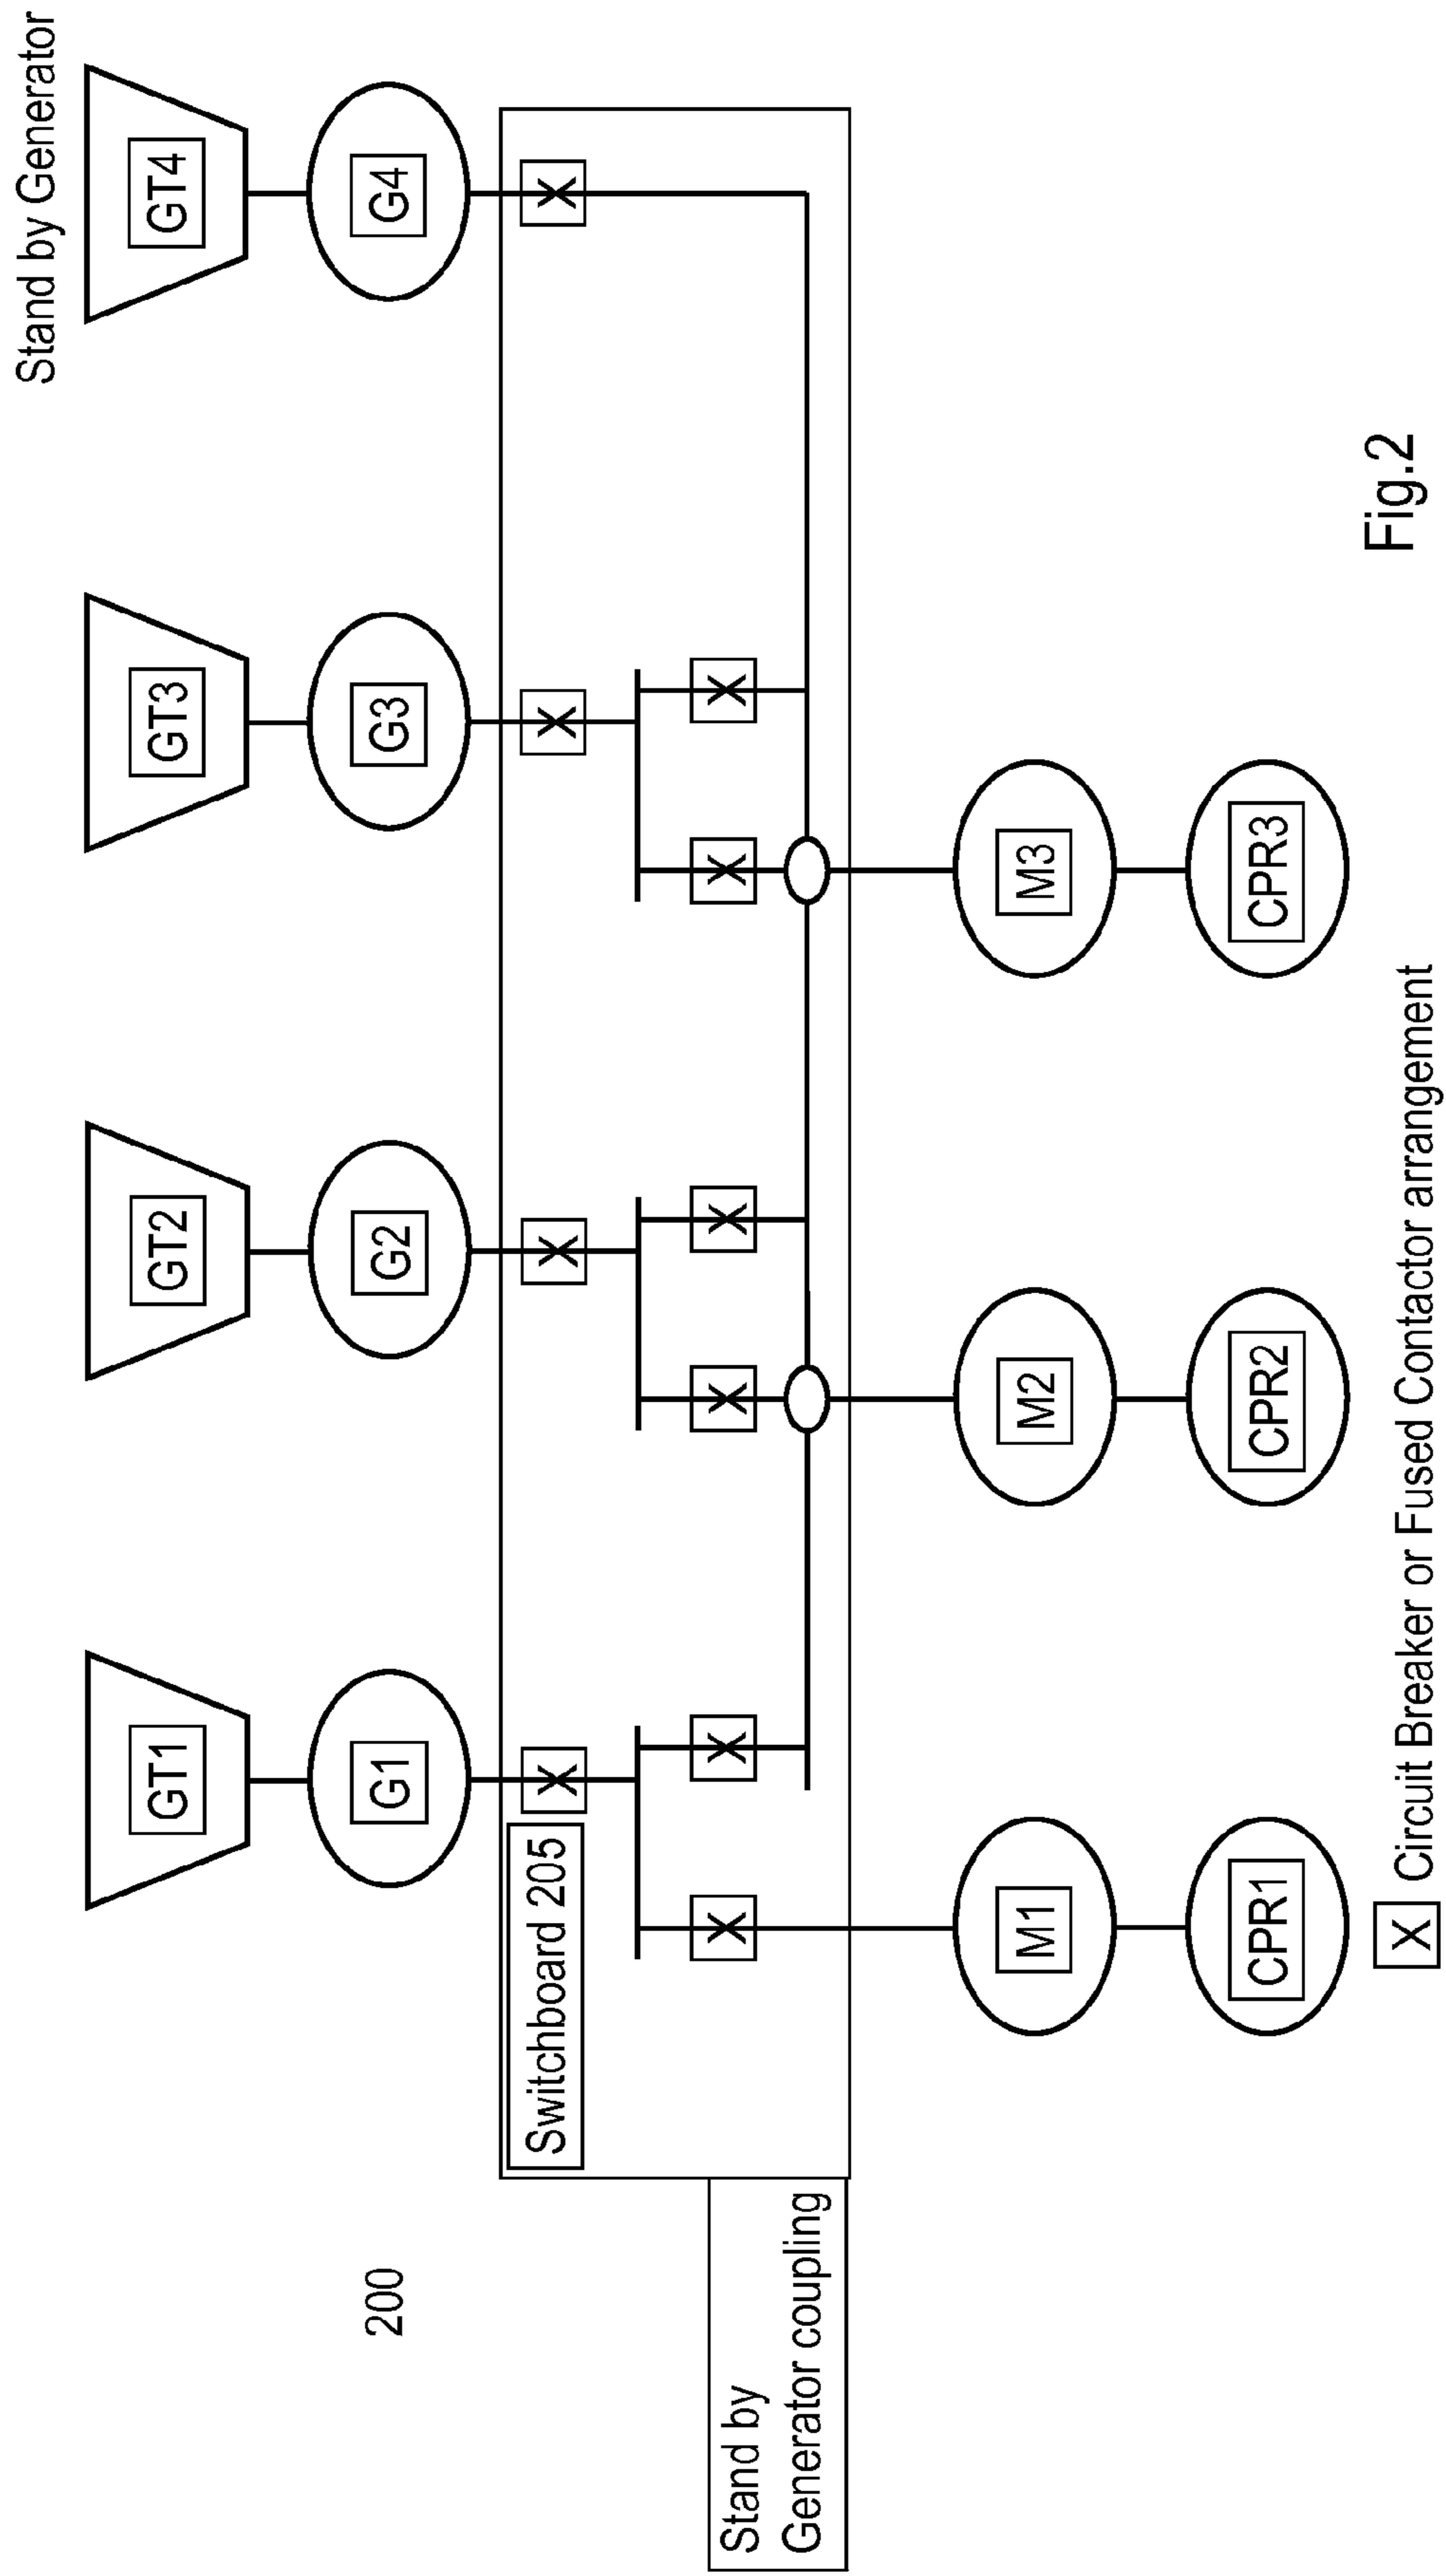 Stand by Generator
GT1
GT2
GT3
GT4
G1
G2
G3
G4
200
Switchboard 205
X
X
X
X
X
X
X
X
X
X
Stand by
Generator coupling
M1
M2
M3
CPR1
CPR2
CPR3
X Circuit Breaker or Fused Contactor arrangement
Fig.2